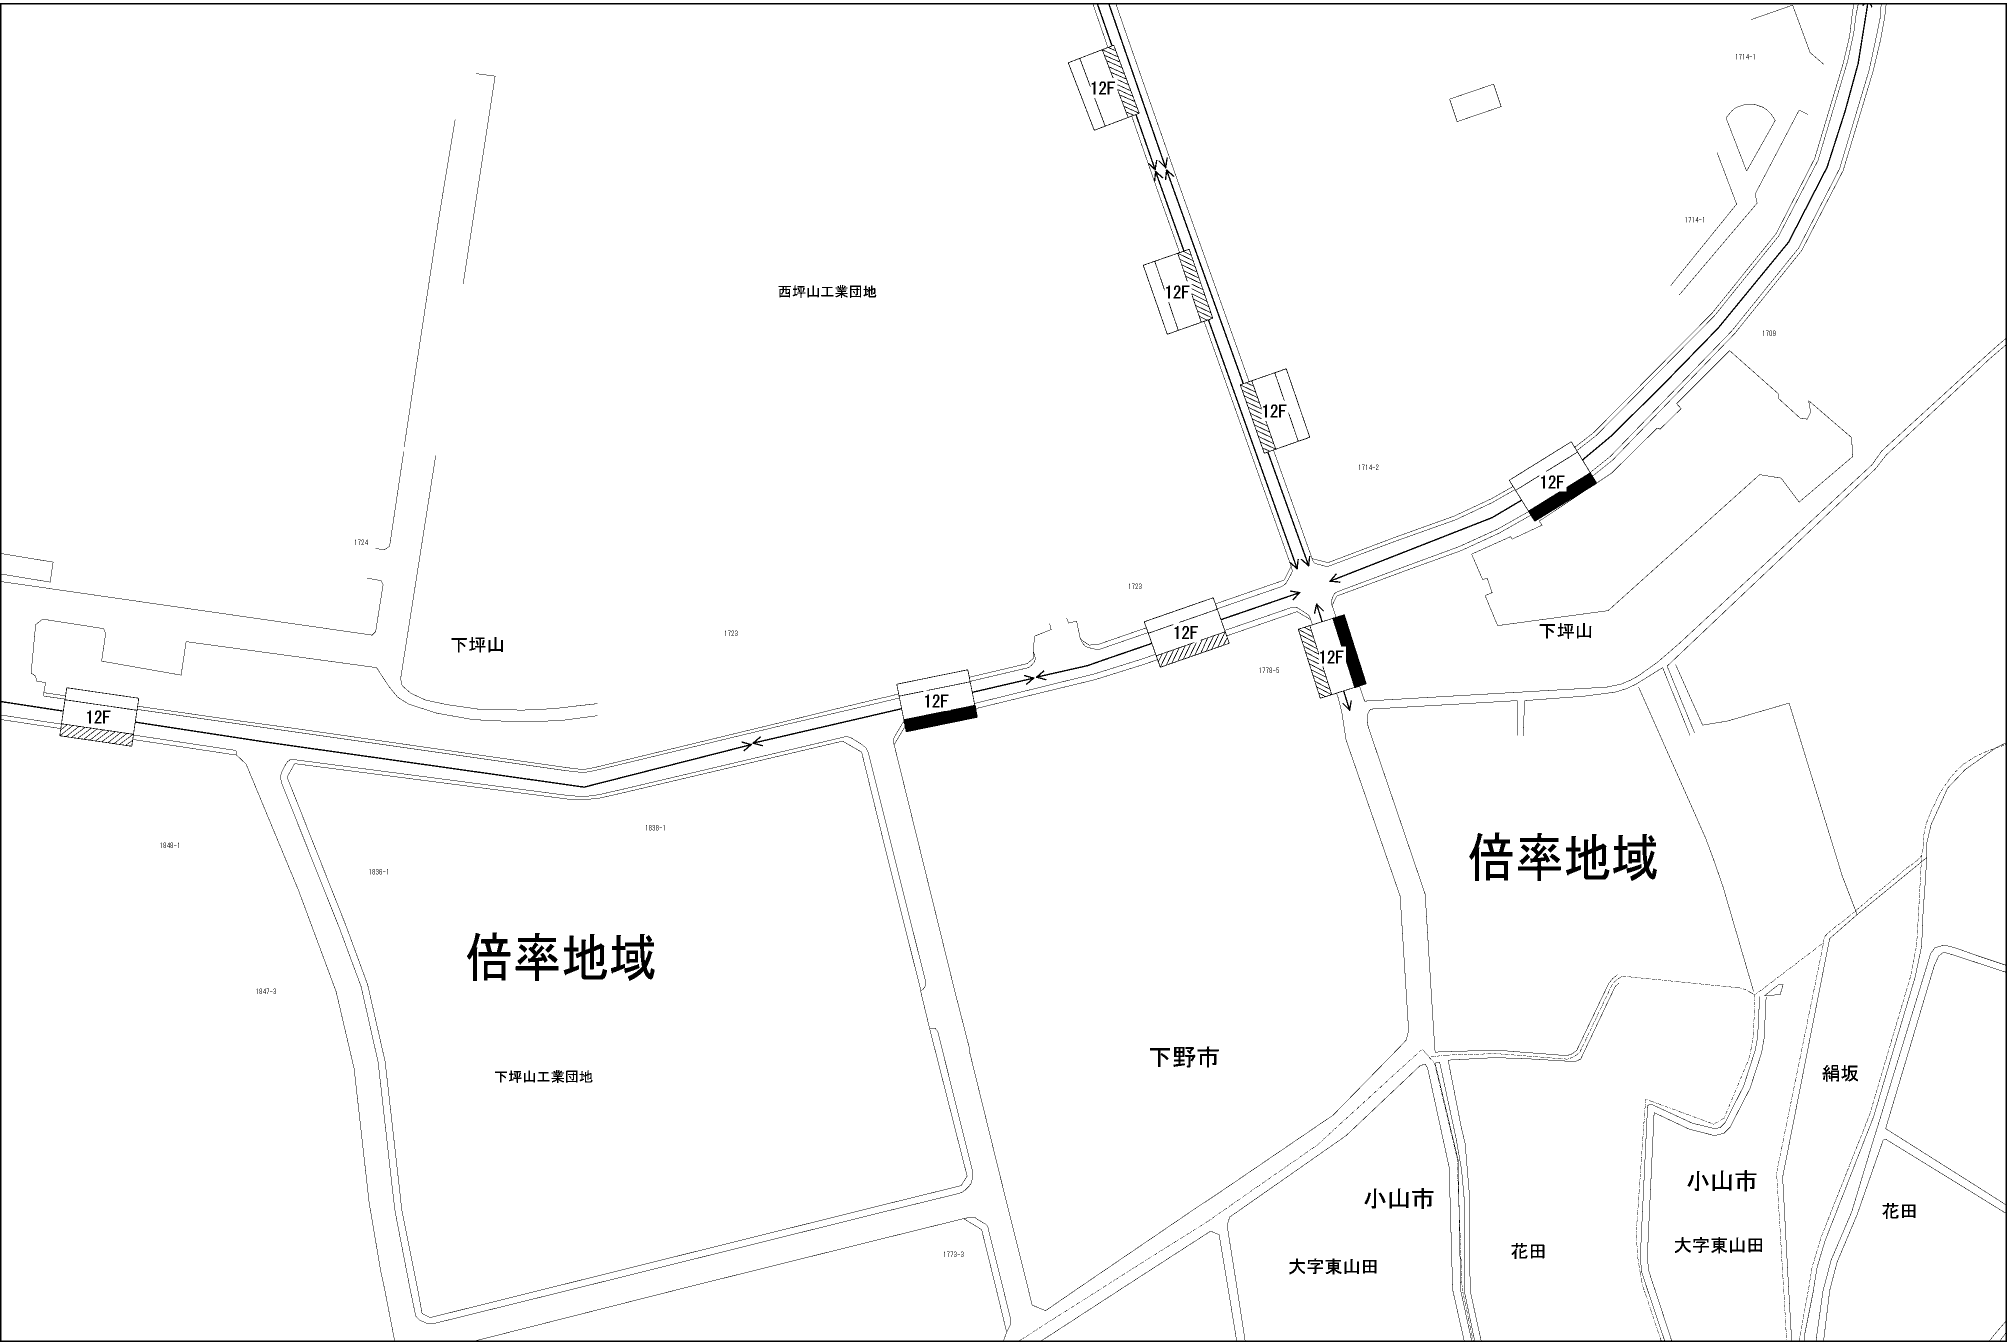 1714-1
12F
1714-1
西坪山工業団地
12F
1709
12F
1714-2
12F
1724
1723
下坪山
1723
12F
下坪山
12F
1778-5
12F
12F
1838-1
1848-1
1836-1
倍率地域
倍率地域
1847-3
下野市
絹坂
下坪山工業団地
小山市
小山市
花田
大字東山田
花田
1773-3
大字東山田